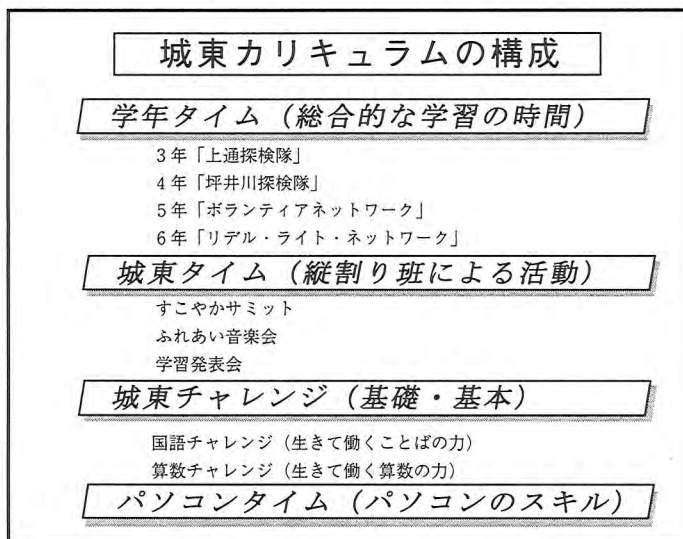 城東カリキュラムの構成
学年タイム（総合的な学習の時間）
3年「上通探検隊」
4年「坪井川探検隊」
5年「ボランティアネットワーク」
6年「リデル・ライト・ネットワーク」
城東タイム（縦割り班による活動）
すこやかサミット
ふれあい音楽会
学習発表会
城東チャレンジ（基礎・基本）
国語チャレンジ（生きて働くことばの力）
算数チャレンジ（生きて働く算数の力）
パソコンタイム（パソコンのスキル）